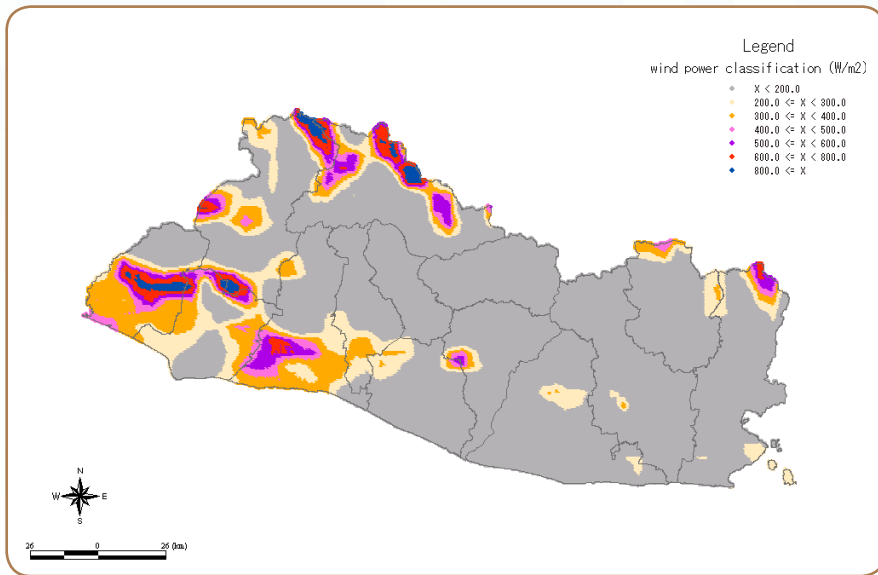 Legend
wind power classification (W/m2)
X < 200.0
200.0 <= X < 300.0
300.0 <= X < 400.0
400.0 <= X < 500.0
500.0 <= X < 600.0
600.0 <= X < 800.0
800.0 <= X
N
W E
S
26 0 26 (km)